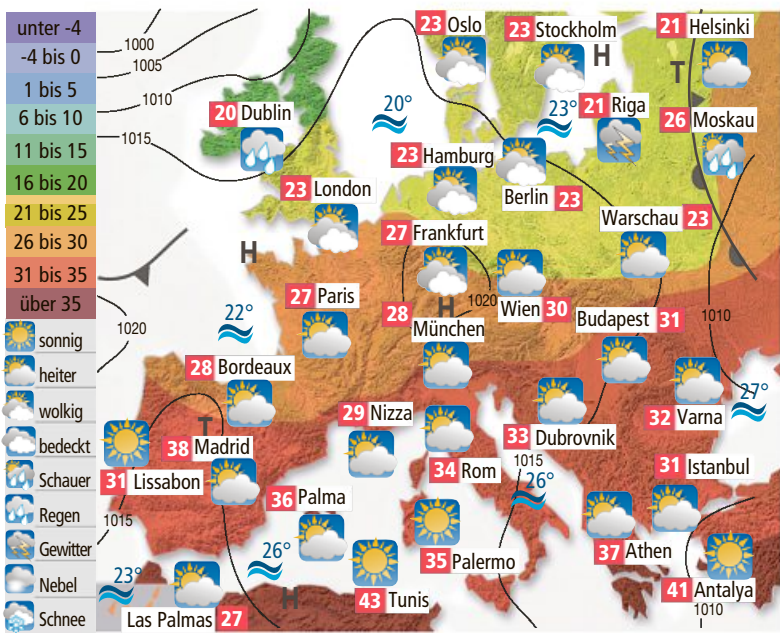 unter -4
-4 bis 0
1 bis 5
6 bis 10
11 bis 15
16 bis 20
21 bis 25
26 bis 30
31 bis 35
über 35
sonnig
heiter
wolkig
bedeckt
Schauer
Regen
Gewitter
Nebel
Schnee
1000
1005
1010
1015
23 Oslo
23 Stockholm
H
21 Helsinki
T
20 Dublin
20°
23°
21 Riga
26 Moskau
23 Hamburg
23 London
Berlin 23
Warschau 23
H
27 Frankfurt
27 Paris
H
1020
Wien 30
28
München
Budapest 31
1010
1020
22°
28 Bordeaux
27°
32 Varna
29 Nizza
33 Dubrovnik
T
38 Madrid
31 Lissabon
34 Rom
1015
26°
31 Istanbul
36 Palma
1015
37 Athen
35 Palermo
26°
43 Tunis
41 Antalya
1010
23°
H
Las Palmas 27